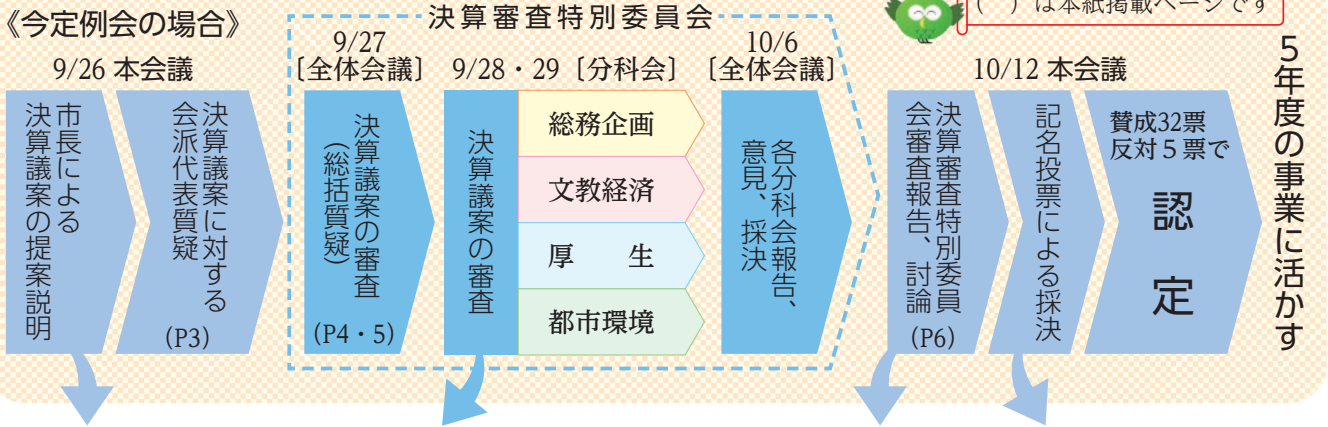 《今定例会の場合》
決算審査特別委員会
( )は本紙掲載ページです
9/26 本会議
市長による
決算議案の提案説明
決算議案に対する
会派代表質疑
(P3)
9/27
〔全体会議〕
決算議案の審査
(総括質疑)
(P4・5)
9/28・29〔分科会〕
決算議案の審査
総務企画
文教経済
厚 生
都市環境
10/6
〔全体会議〕
各分科会報告、
意見、採決
10/12 本会議
決算審査特別委員
会審査報告、討論
(P6)
記名投票による採決
賛成32票
反対5票で
認定
5年度の事業に活かす